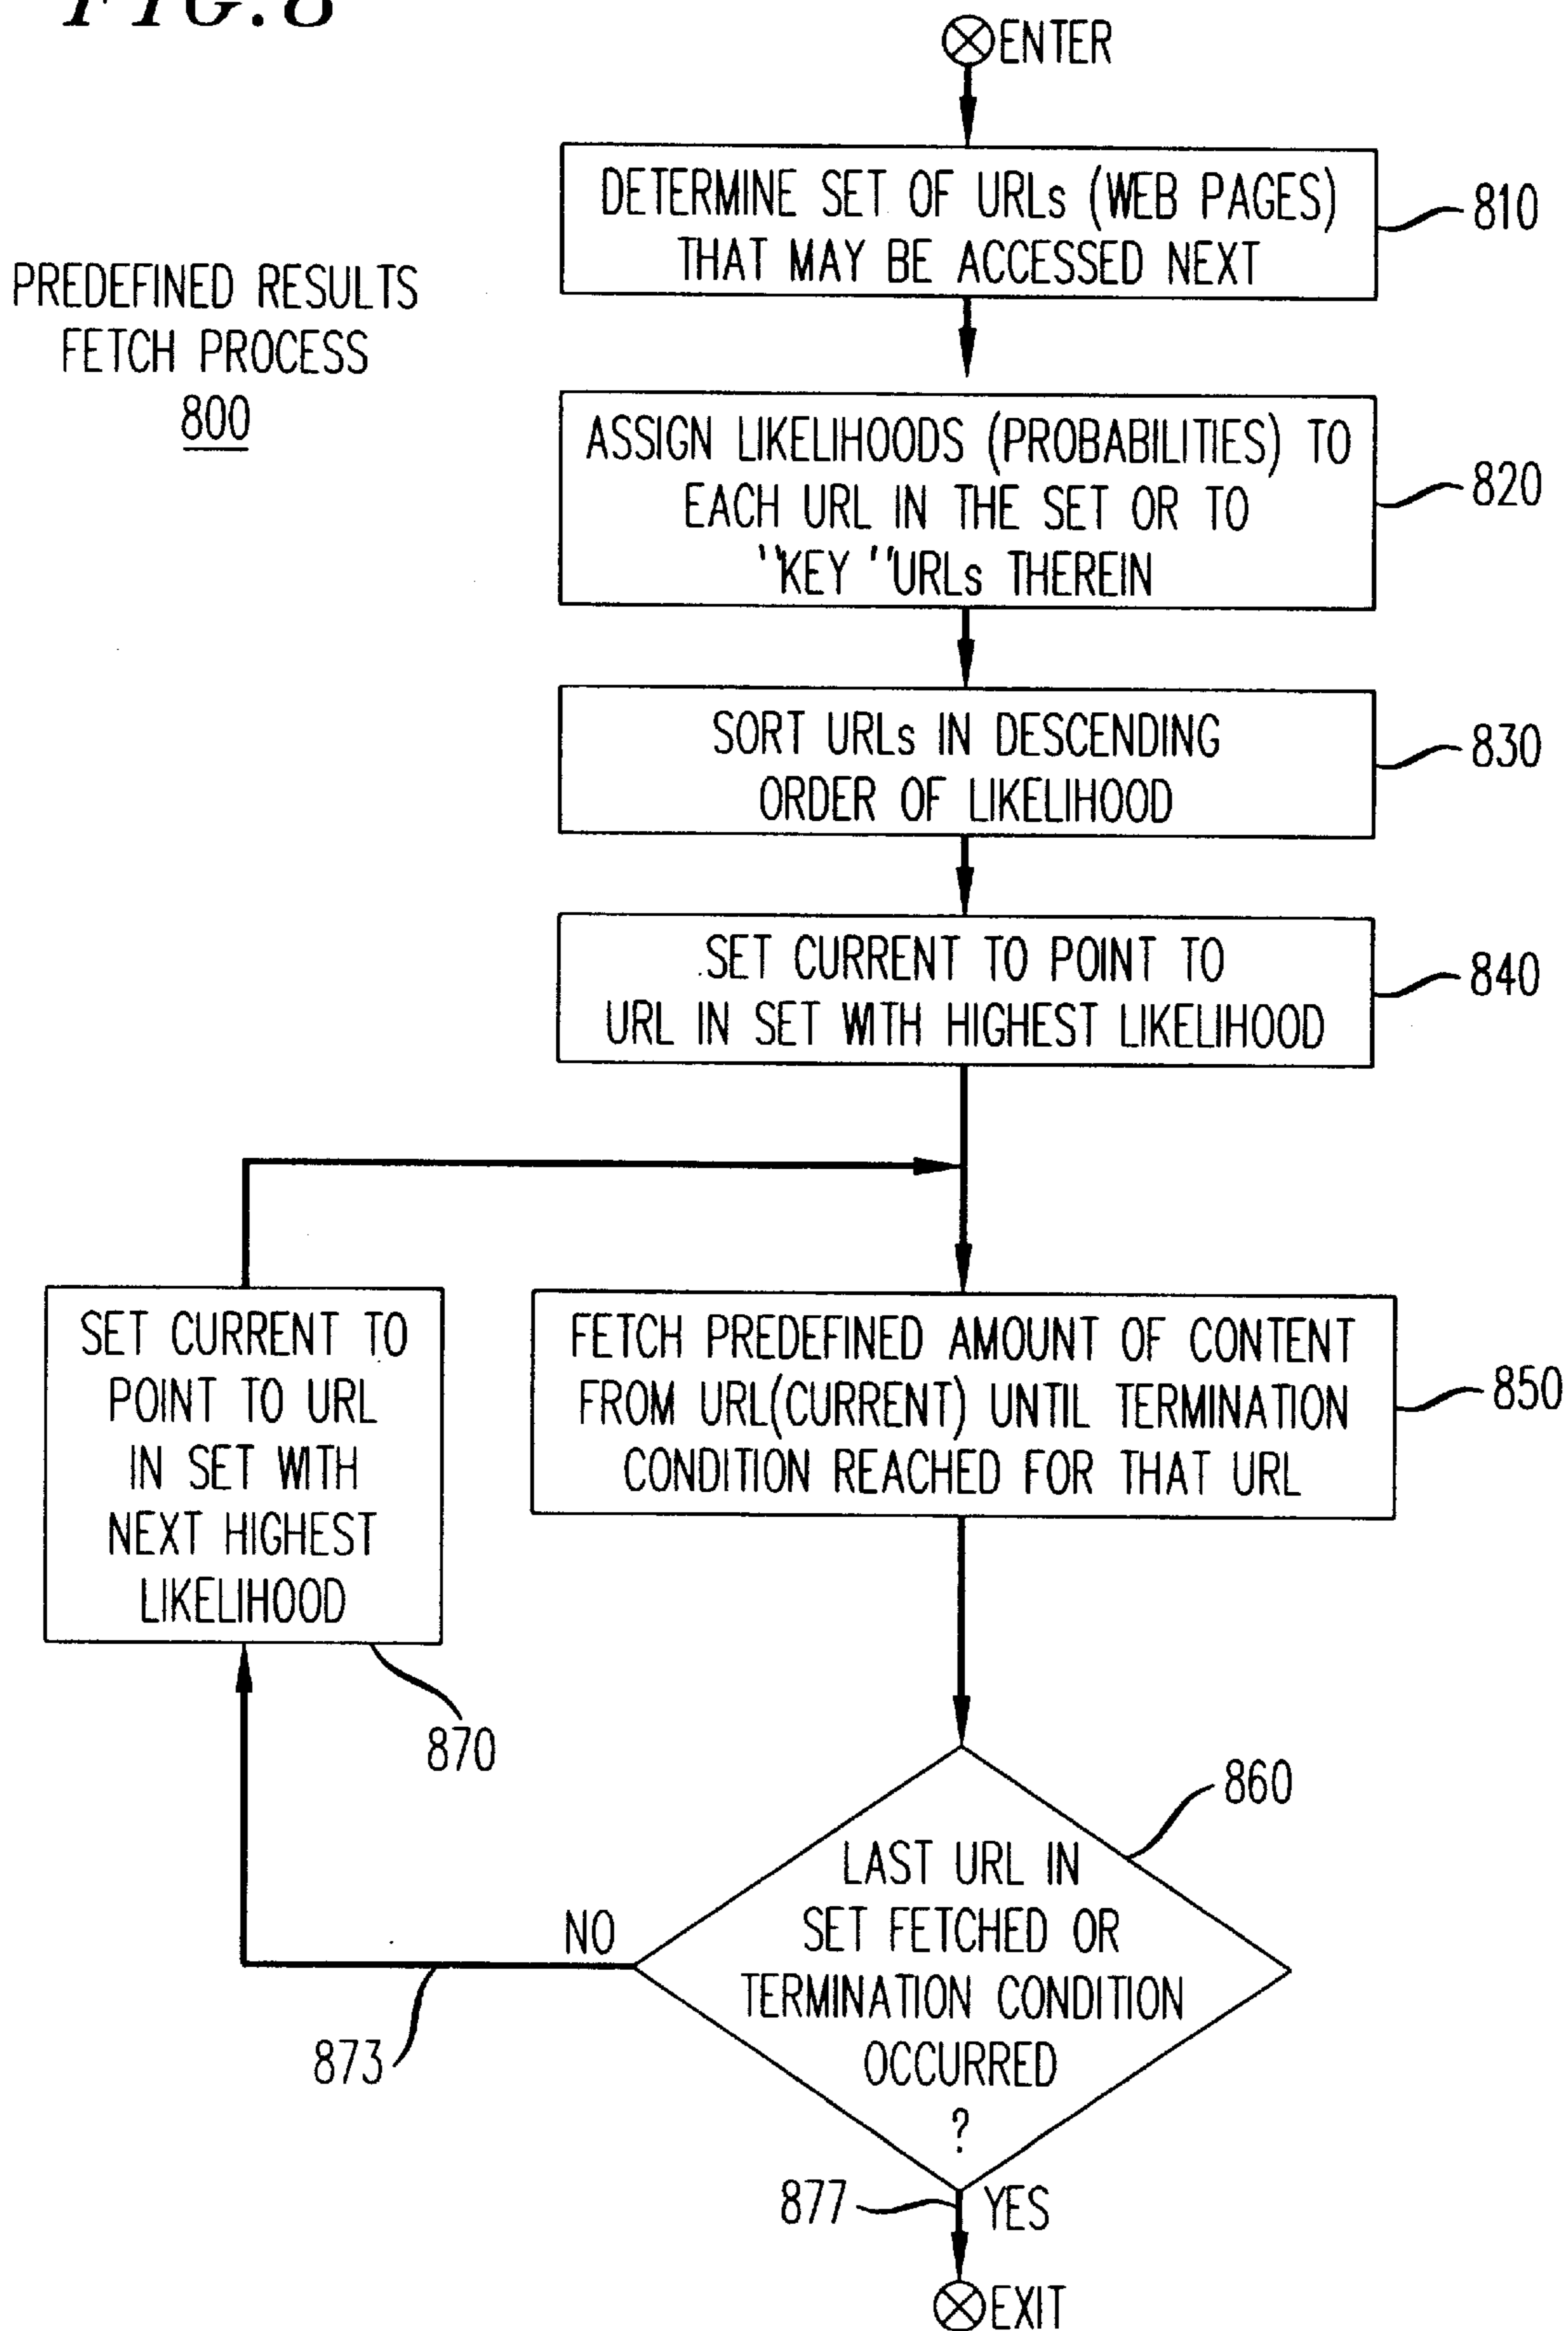 FIG.8
ENTER
DETERMINE SET OF URLs (WEB PAGES)
THAT MAY BE ACCESSED NEXT
810
PREDEFINED RESULTS
FETCH PROCESS
800
ASSIGN LIKELIHOODS (PROBABILITIES) TO
EACH URL IN THE SET OR TO
"KEY "URLs THEREIN
820
SORT URLs IN DESCENDING
ORDER OF LIKELIHOOD
830
SET CURRENT TO POINT TO
URL IN SET WITH HIGHEST LIKELIHOOD
840
SET CURRENT TO
POINT TO URL
IN SET WITH
NEXT HIGHEST
LIKELIHOOD
870
FETCH PREDEFINED AMOUNT OF CONTENT
FROM URL(CURRENT) UNTIL TERMINATION
CONDITION REACHED FOR THAT URL
850
860
LAST URL IN
SET FETCHED OR
TERMINATION CONDITION
OCCURRED
?
NO
873
877
YES
EXIT